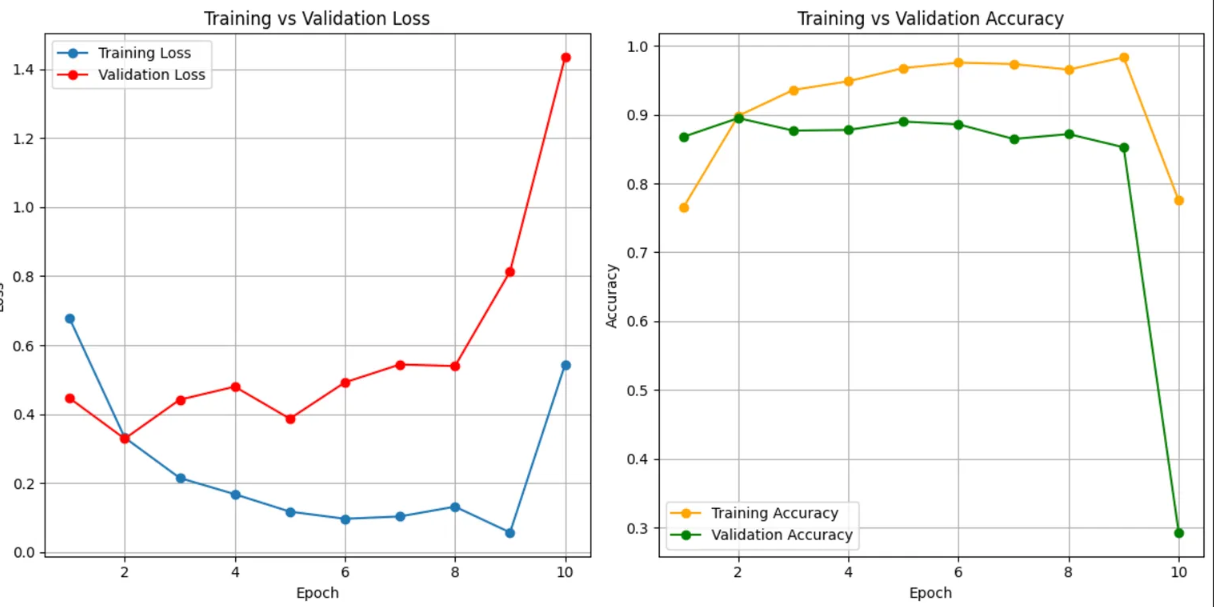 Training vs Validation Loss
Training Loss
Validation Loss
1.4
1.2
1.0
0.8
0.6
0.4
0.2
0.0
2 4 6 8 10
Epoch
Loss
Training vs Validation Accuracy
1.0
0.9
0.8
0.7
0.6
0.5
0.4
0.3
Training Accuracy
Validation Accuracy
2 4 6 8 10
Epoch
Accuracy